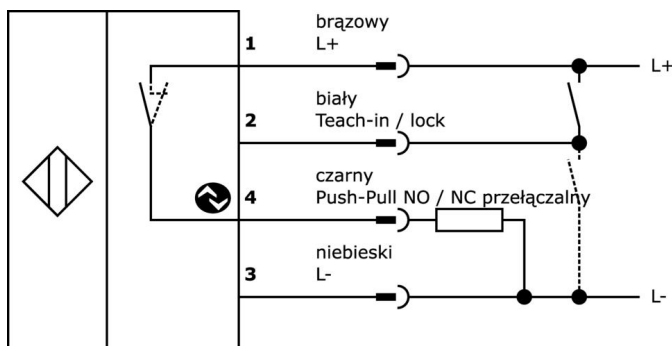 brązowy
1 L+ L+
biały
2 Teach-in / lock
czarny
4 Push-Pull NO / NC przełączalny
niebieski
3 L- L-